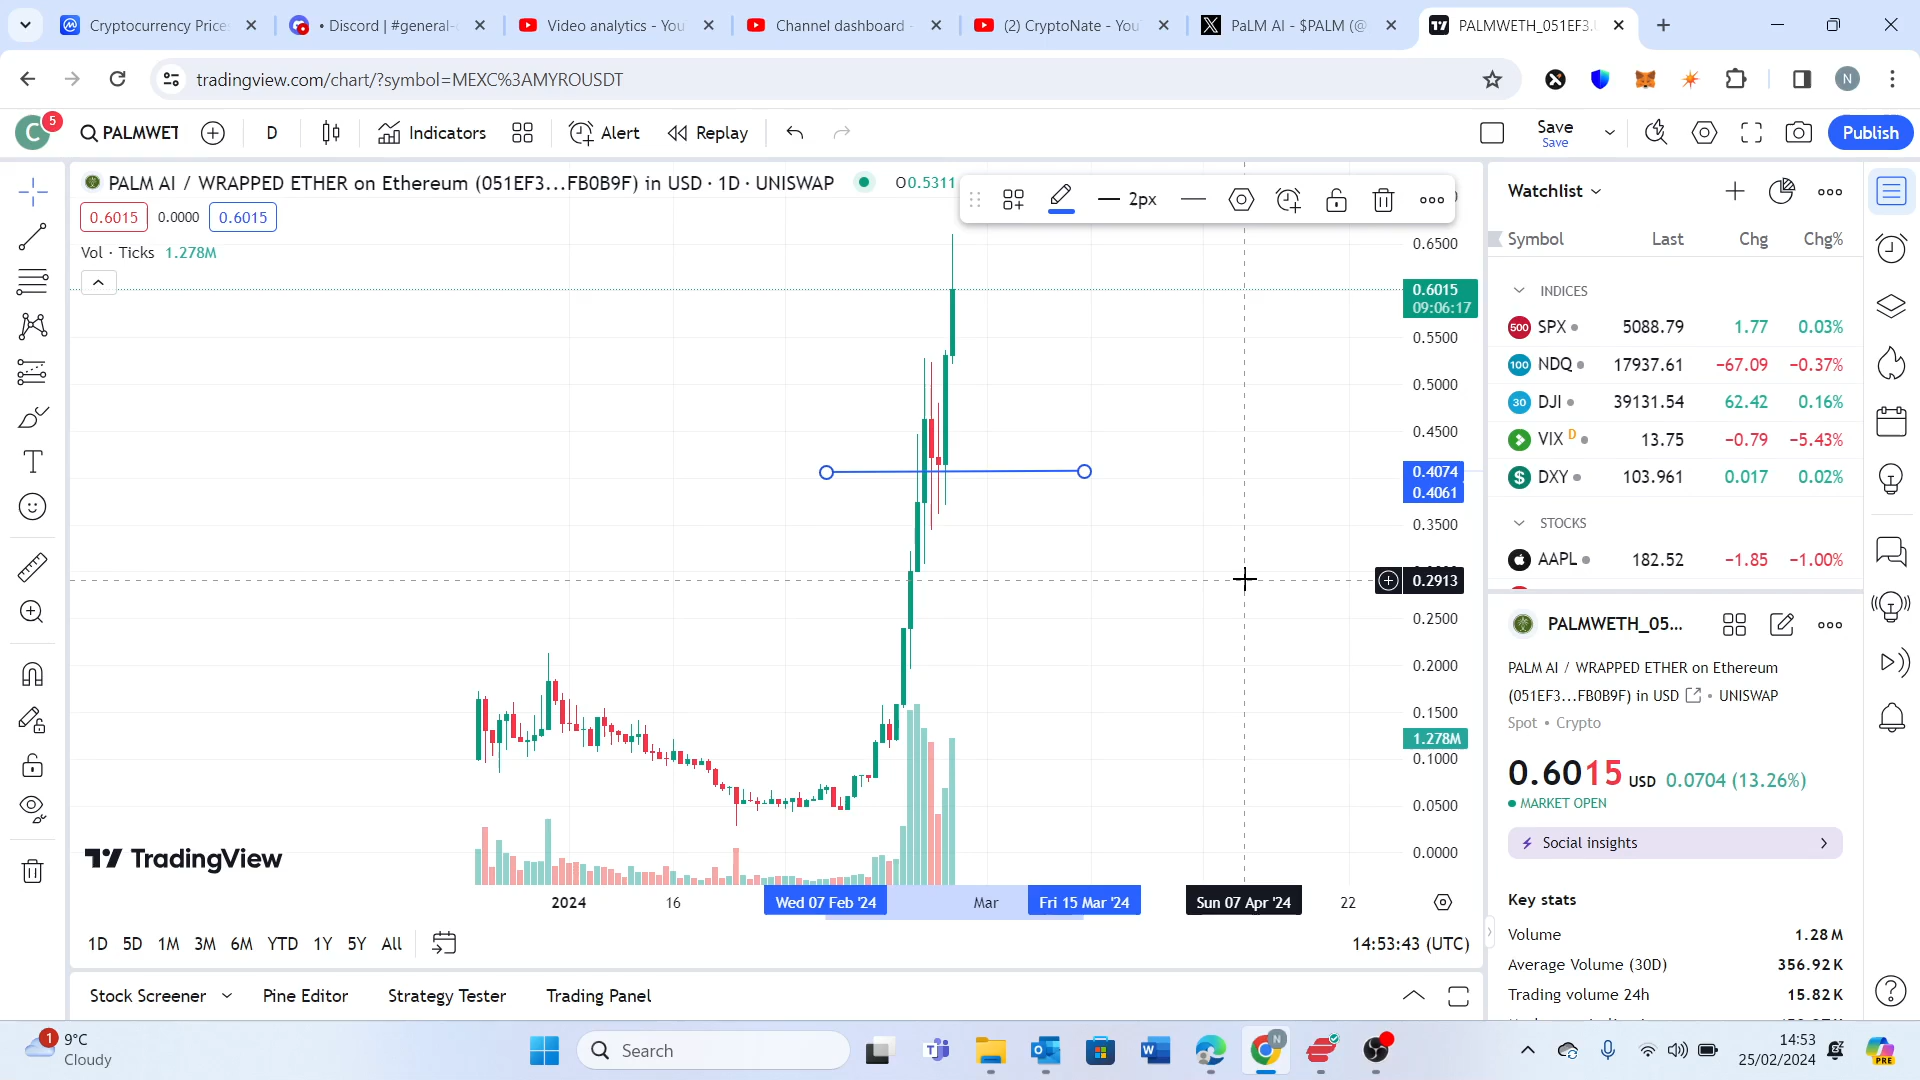 Cryptocurrency Prices
• Discord | #general-
Video analytics - You
Channel dashboard -
(2) CryptoNate - You
PaLM AI - $PALM (@
PALMWETH_051EF3.
tradingview.com/chart/?symbol=MEXC%3AMYROUSDT
N
C 5
PALMWET
D
Indicators
Alert
Replay
Save
Save
Publish
PALM AI / WRAPPED ETHER on Ethereum (051EF3...FB0B9F) in USD · 1D · UNISWAP
O0.5311
2px
0.6015 0.0000 0.6015
Vol · Ticks 1.278M
0.6500
0.6015
09:06:17
0.5500
0.5000
0.4500
0.4074
0.4061
0.3500
0.2913
0.2500
0.2000
0.1500
1.278M
0.1000
0.0500
0.0000
TradingView
2024
16
Wed 07 Feb '24
Mar
Fri 15 Mar '24
Sun 07 Apr '24
22
1D 5D 1M 3M 6M YTD 1Y 5Y All
14:53:43 (UTC)
Stock Screener
Pine Editor
Strategy Tester
Trading Panel
Watchlist
Symbol Last Chg Chg%
INDICES
500 SPX 5088.79 1.77 0.03%
100 NDQ 17937.61 −67.09 −0.37%
30 DJI 39131.54 62.42 0.16%
VIX D 13.75 −0.79 −5.43%
$ DXY 103.961 0.017 0.02%
STOCKS
AAPL 182.52 −1.85 −1.00%
PALMWETH_05...
PALM AI / WRAPPED ETHER on Ethereum
(051EF3...FB0B9F) in USD • UNISWAP
Spot • Crypto
0.6015 USD 0.0704 (13.26%)
MARKET OPEN
Social insights
Key stats
Volume 1.28M
Average Volume (30D) 356.92K
Trading volume 24h 15.82K
1
9°C
Cloudy
Search
14:53
25/02/2024
PRE